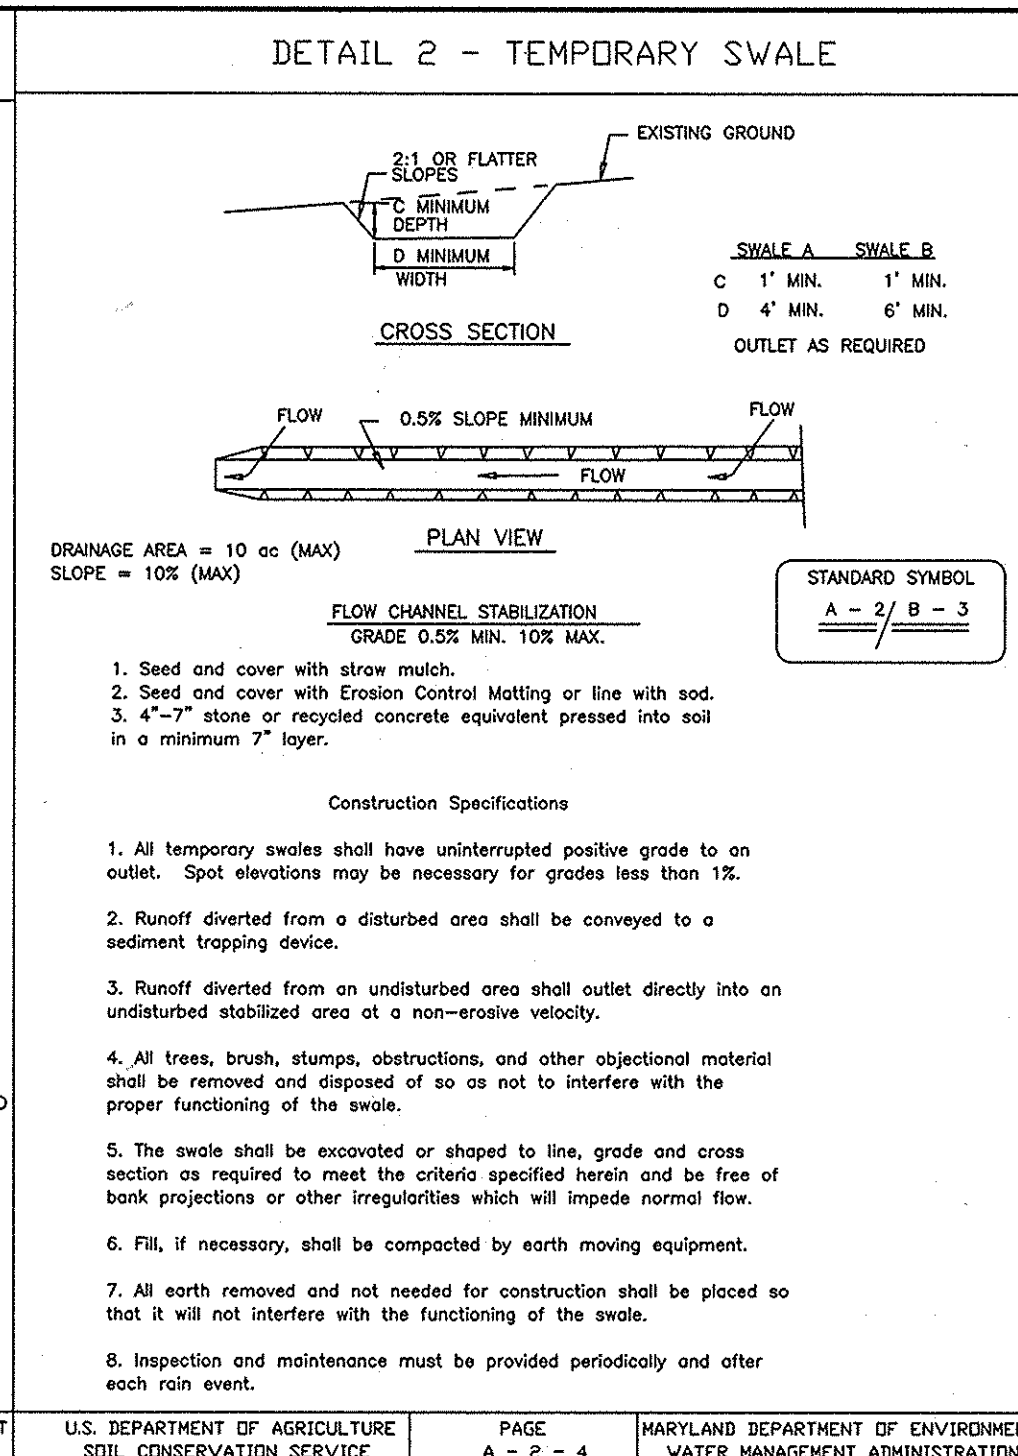 DETAIL 2 - TEMPORARY SWALE
EXISTING GROUND
2:1 OR FLATTER
SLOPES
C MINIMUM
DEPTH
D MINIMUM
WIDTH
CROSS SECTION
SWALE A SWALE B
C 1' MIN. 1' MIN.
D 4' MIN. 6' MIN.
OUTLET AS REQUIRED
FLOW
0.5% SLOPE MINIMUM
FLOW
FLOW
PLAN VIEW
DRAINAGE AREA = 10 ac (MAX)
SLOPE = 10% (MAX)
STANDARD SYMBOL
A - 2/ B - 3
FLOW CHANNEL STABILIZATION
GRADE 0.5% MIN. 10% MAX.
1. Seed and cover with straw mulch.
2. Seed and cover with Erosion Control Matting or line with sod.
3. 4"-7" stone or recycled concrete equivalent pressed into soil
in a minimum 7" layer.
Construction Specifications
1. All temporary swales shall have uninterrupted positive grade to an
outlet. Spot elevations may be necessary for grades less than 1%.
2. Runoff diverted from a disturbed area shall be conveyed to a
sediment trapping device.
3. Runoff diverted from an undisturbed area shall outlet directly into an
undisturbed stabilized area at a non-erosive velocity.
4. All trees, brush, stumps, obstructions, and other objectional material
shall be removed and disposed of so as not to interfere with the
proper functioning of the swale.
5. The swale shall be excavated or shaped to line, grade and cross
section as required to meet the criteria specified herein and be free of
bank projections or other irregularities which will impede normal flow.
6. Fill, if necessary, shall be compacted by earth moving equipment.
7. All earth removed and not needed for construction shall be placed so
that it will not interfere with the functioning of the swale.
8. Inspection and maintenance must be provided periodically and after
each rain event.
T
U.S. DEPARTMENT OF AGRICULTURE
SOIL CONSERVATION SERVICE
PAGE
A - 2 - 4
MARYLAND DEPARTMENT OF ENVIRONME
WATER MANAGEMENT ADMINISTRATION